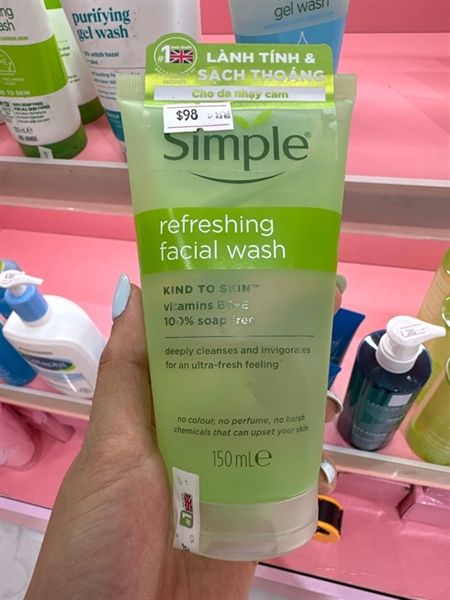 purifying
gel wash
gel wash
#1
LÀNH TÍNH &
SẠCH THOÁNG
Cho da nhạy cảm
$98
Simple
refreshing
facial wash
KIND TO SKIN™
vitamins B5+E
100% soap free
deeply cleanses and invigorates
for an ultra-fresh feeling
no colour, no perfume, no harsh
chemicals that can upset your skin
150 mL e
#1